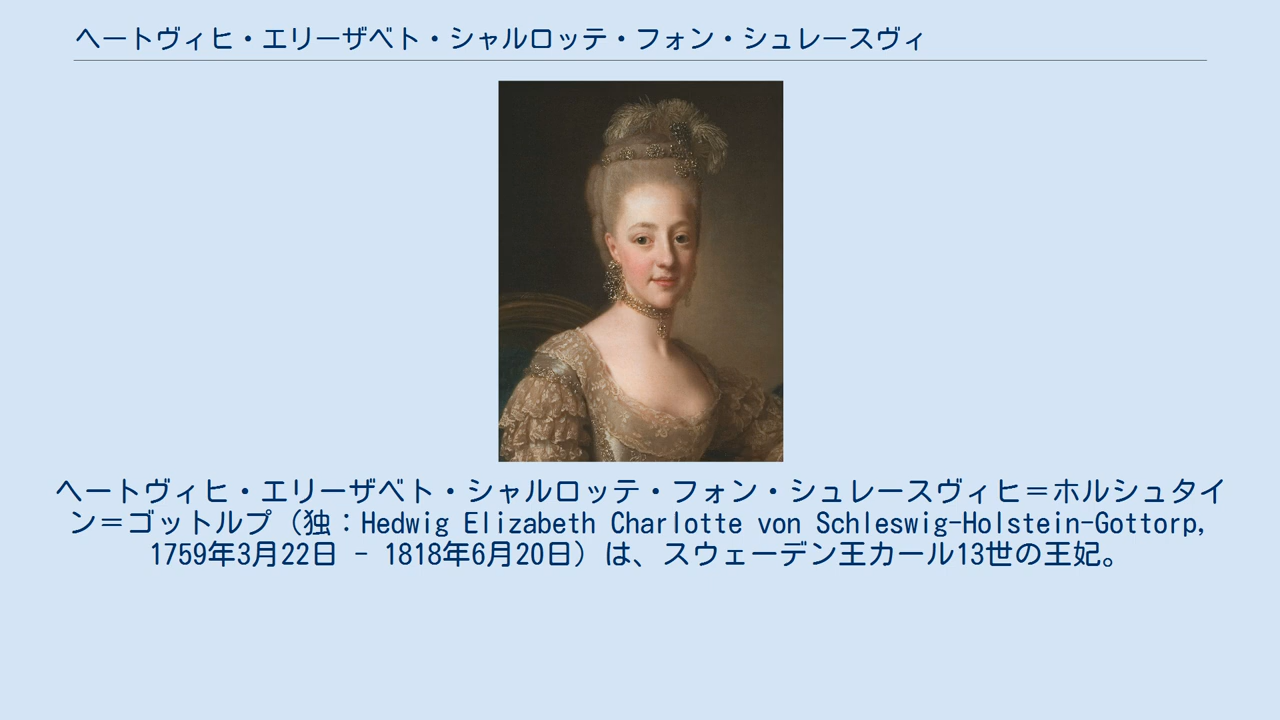 ヘートヴィヒ・エリーザベト・シャルロッテ・フォン・シュレースヴィ
ヘートヴィヒ・エリーザベト・シャルロッテ・フォン・シュレースヴィヒ＝ホルシュタイ
ン＝ゴットルプ（独：Hedwig Elizabeth Charlotte von Schleswig-Holstein-Gottorp,
1759年3月22日 - 1818年6月20日）は、スウェーデン王カール13世の王妃。